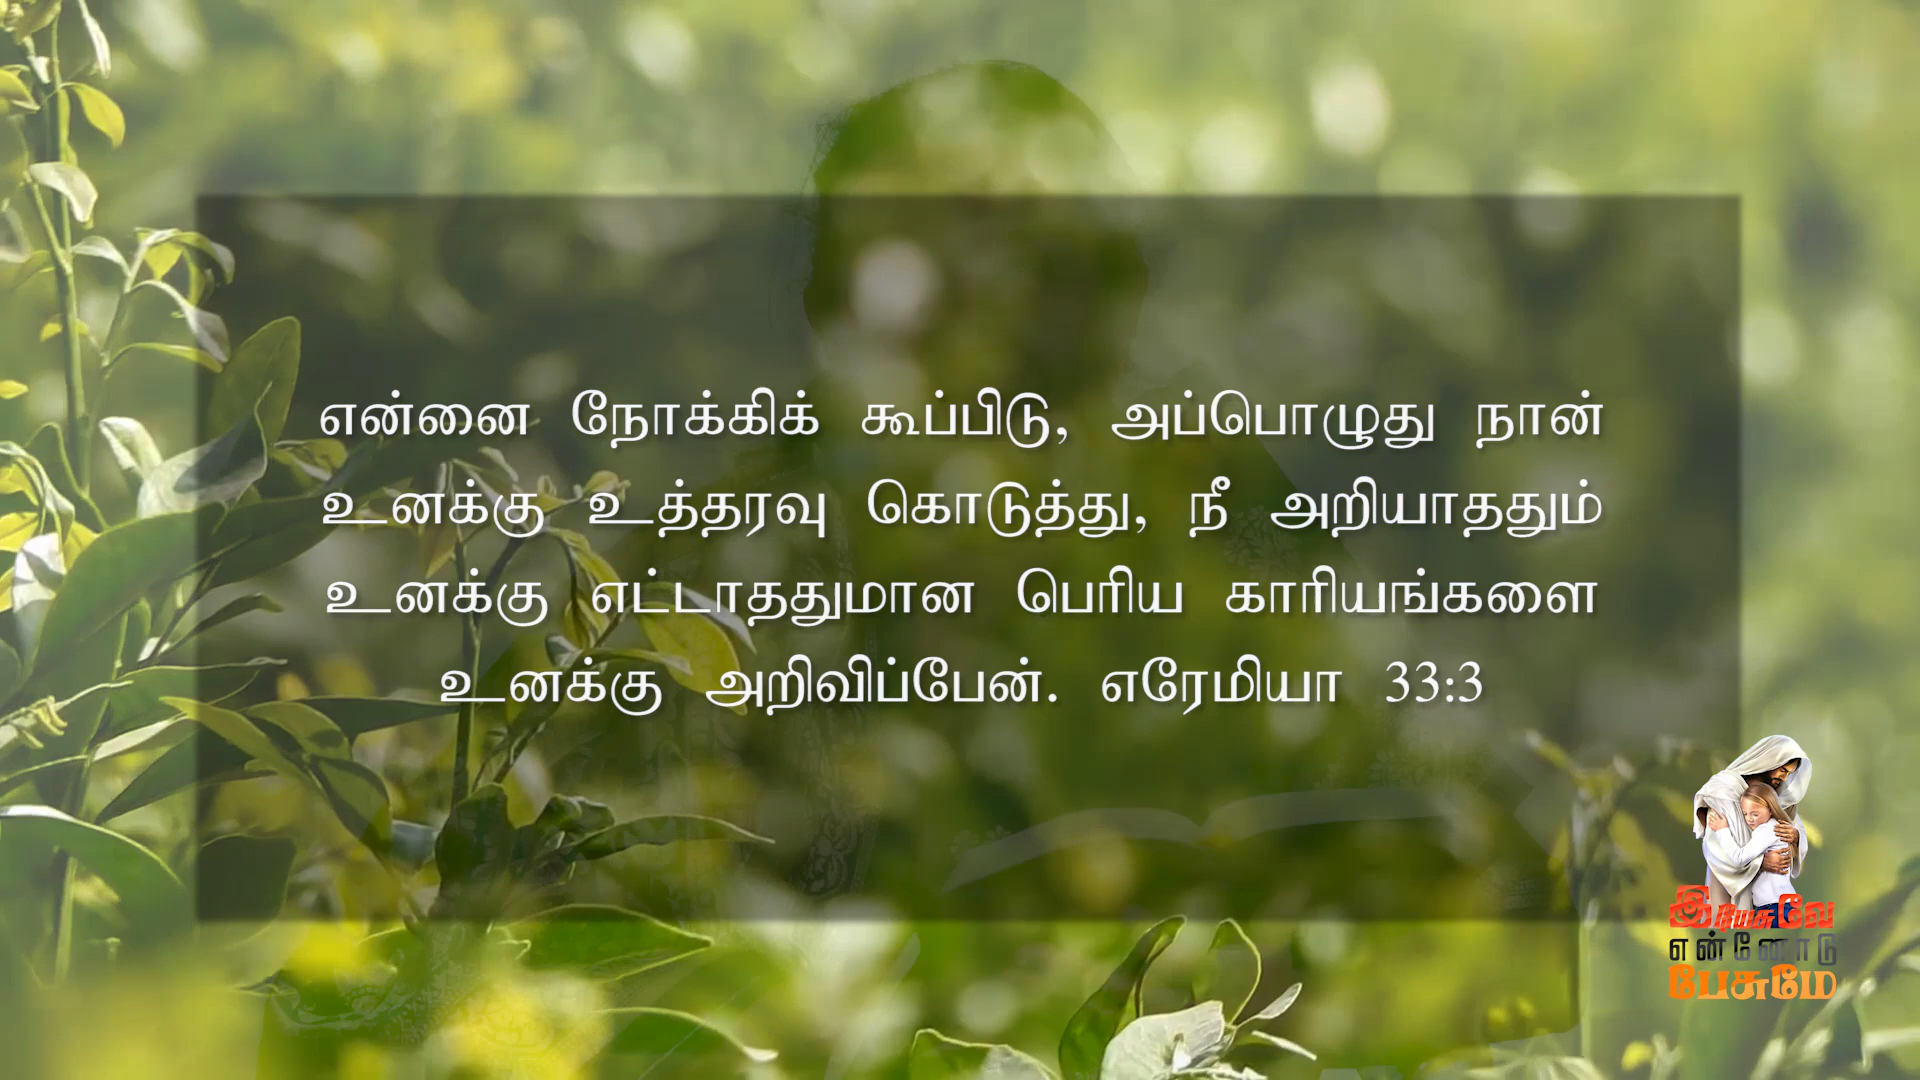 என்னை நோக்கிக் கூப்பிடு, அப்பொழுது நான்
உனக்கு உத்தரவு கொடுத்து, நீ அறியாததும்
உனக்கு எட்டாததுமான பெரிய காரியங்களை
உனக்கு அறிவிப்பேன். எரேமியா 33:3
இயேசுவே
என்னோடு
பேசுமே